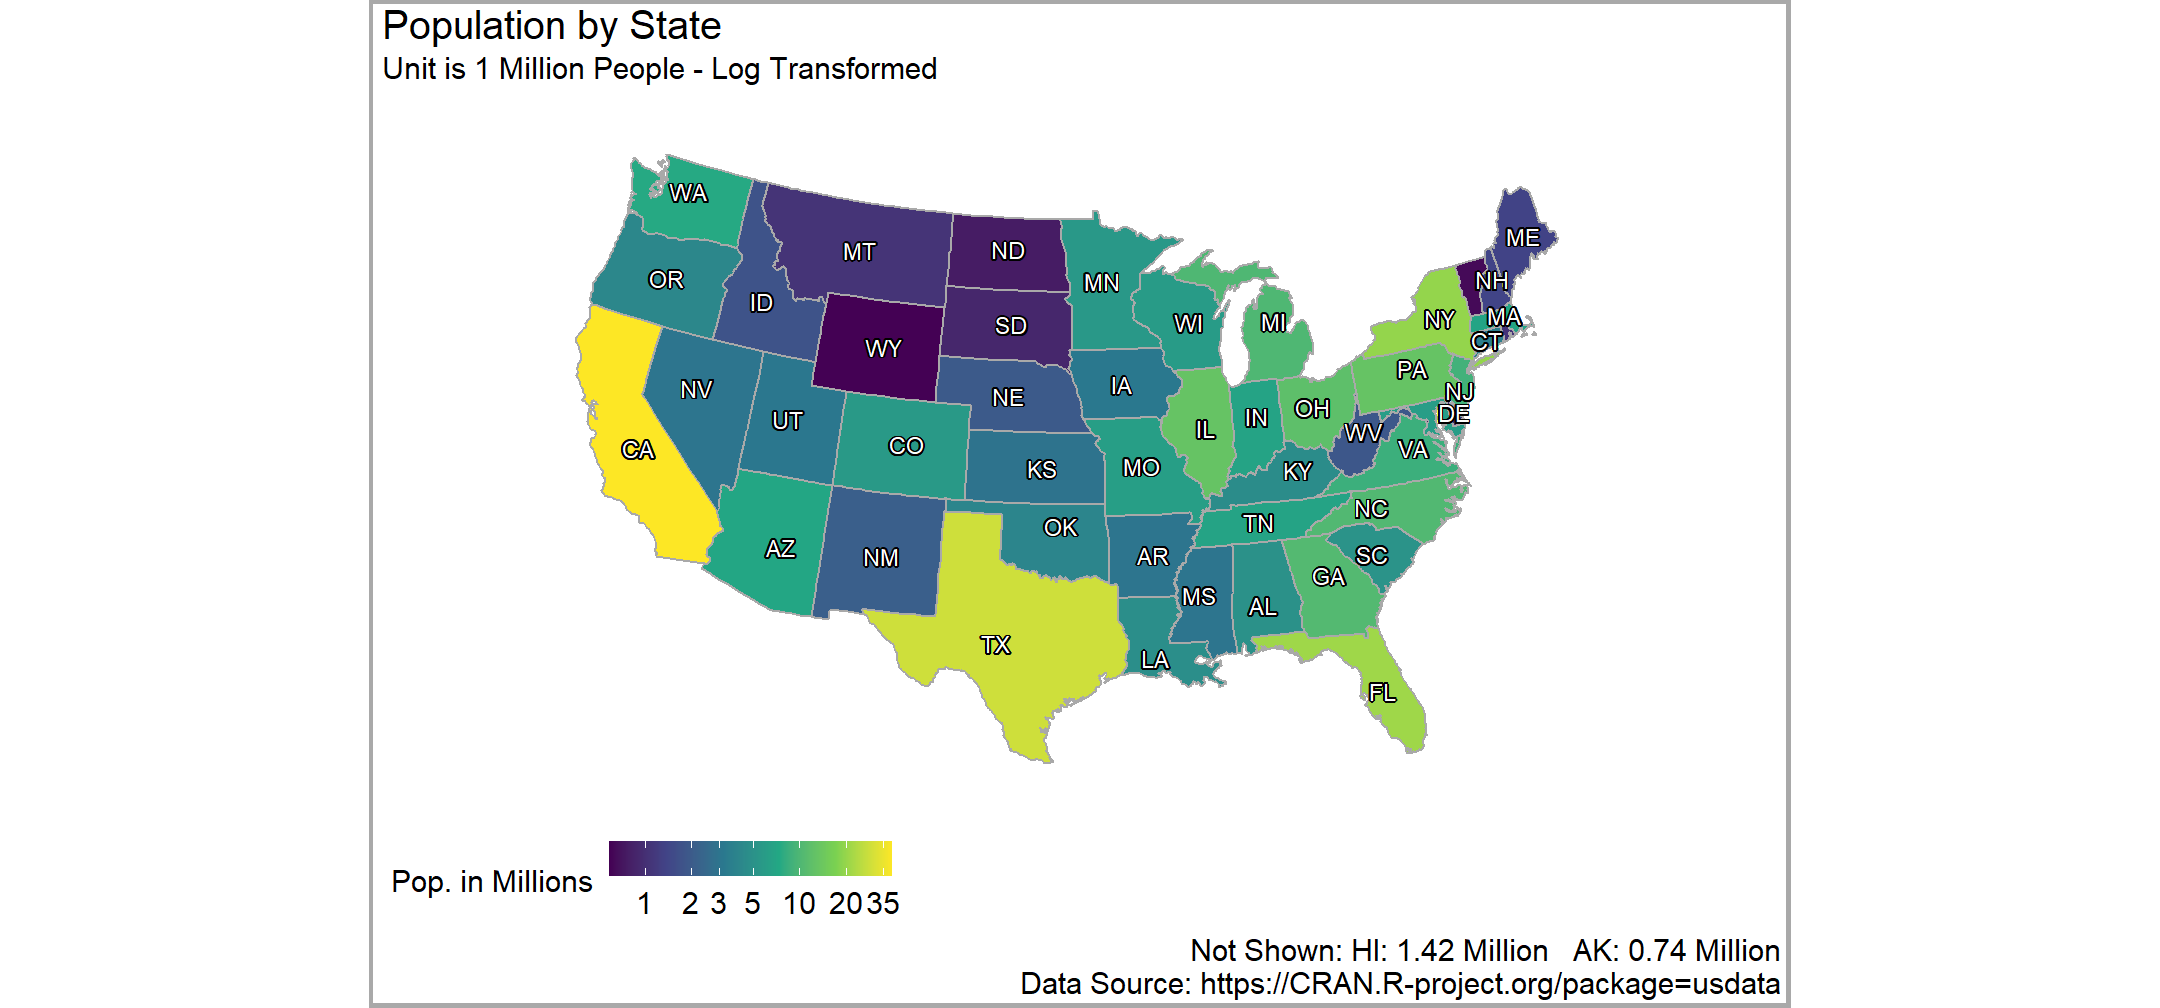 Population by State
Unit is 1 Million People - Log Transformed
WA
ME
MT
ND
OR
NH
MN
ID
MA
NY
MI
WI
SD
CT
WY
PA
IA
NV
NJ
NE
OH
DE
IN
UT
IL
WV
CO
VA
CA
MO
KS
KY
NC
TN
OK
AZ
SC
AR
NM
GA
MS
AL
TX
LA
FL
Pop. in Millions
1 2 3 5 10 20 35
Not Shown: HI: 1.42 Million AK: 0.74 Million
Data Source: https://CRAN.R-project.org/package=usdata